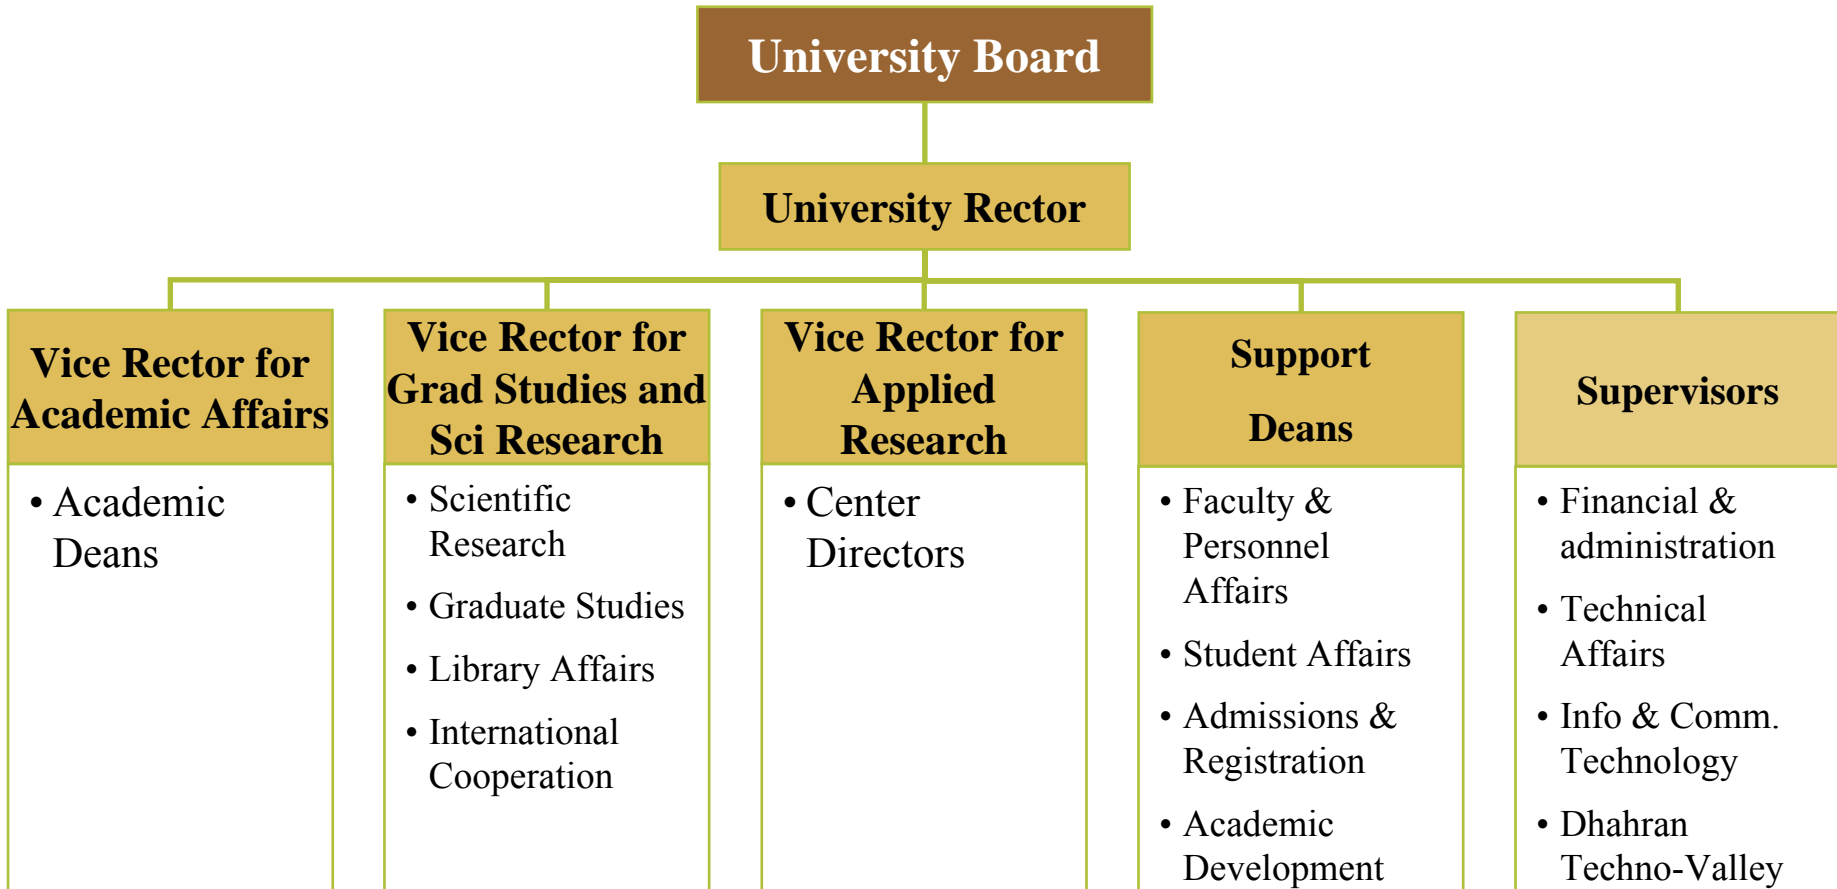 University Board
University Rector
Vice Rector for
Academic Affairs
• Academic
Deans
Vice Rector for
Grad Studies and
Sci Research
• Scientific
Research
• Graduate Studies
• Library Affairs
• International
Cooperation
Vice Rector for
Applied
Research
• Center
Directors
Support
Deans
• Faculty &
Personnel
Affairs
• Student Affairs
• Admissions &
Registration
• Academic
Development
Supervisors
• Financial &
administration
• Technical
Affairs
• Info & Comm.
Technology
• Dhahran
Techno-Valley